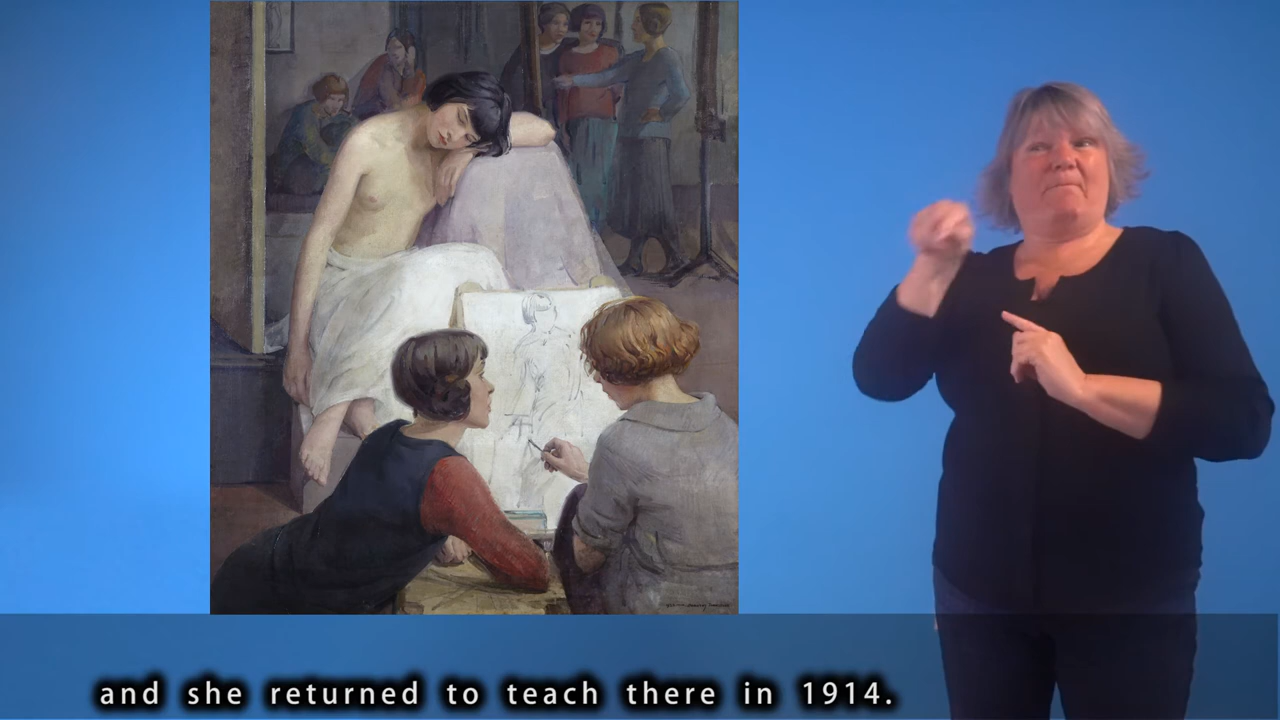 and she returned to teach there in 1914.